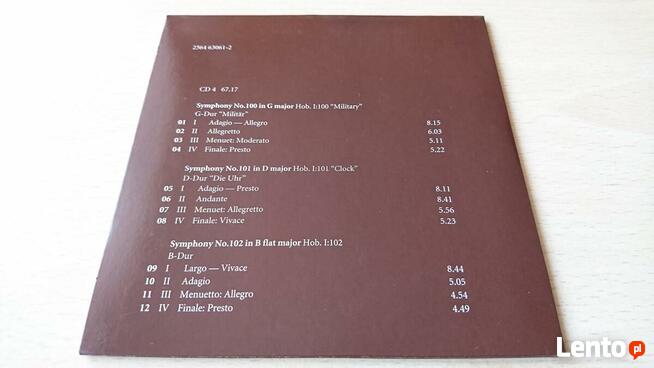 2564 63061-2
CD 4 67.17
Symphony No.100 in G major Hob. I:100 "Military"
G-Dur "Militär"
01 I Adagio — Allegro 8.15
02 II Allegretto 6.03
03 III Menuet: Moderato 5.11
04 IV Finale: Presto 5.22
Symphony No.101 in D major Hob. I:101 "Clock"
D-Dur "Die Uhr"
05 I Adagio — Presto 8.11
06 II Andante 8.41
07 III Menuet: Allegretto 5.56
08 IV Finale: Vivace 5.23
Symphony No.102 in B flat major Hob. I:102
B-Dur
09 I Largo — Vivace 8.44
10 II Adagio 5.05
11 III Menuetto: Allegro 4.54
12 IV Finale: Presto 4.49
Lento pl